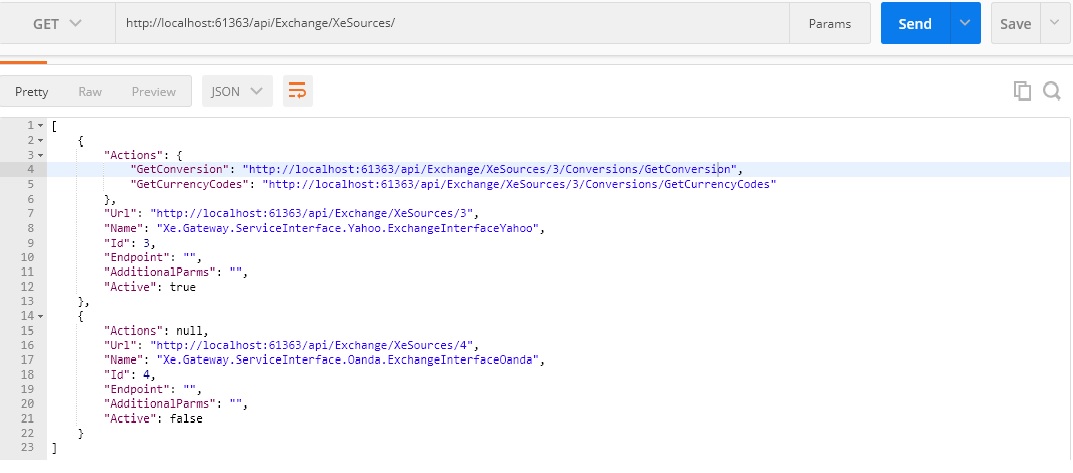 GET http://localhost:61363/api/Exchange/XeSources/ Params Send Save
Pretty Raw Preview JSON
1 [
2 {
3 "Actions": {
4 "GetConversion": "http://localhost:61363/api/Exchange/XeSources/3/Conversions/GetConversion",
5 "GetCurrencyCodes": "http://localhost:61363/api/Exchange/XeSources/3/Conversions/GetCurrencyCodes"
6 },
7 "Url": "http://localhost:61363/api/Exchange/XeSources/3",
8 "Name": "Xe.Gateway.ServiceInterface.Yahoo.ExchangeInterfaceYahoo",
9 "Id": 3,
10 "Endpoint": "",
11 "AdditionalParms": "",
12 "Active": true
13 },
14 {
15 "Actions": null,
16 "Url": "http://localhost:61363/api/Exchange/XeSources/4",
17 "Name": "Xe.Gateway.ServiceInterface.Oanda.ExchangeInterfaceOanda",
18 "Id": 4,
19 "Endpoint": "",
20 "AdditionalParms": "",
21 "Active": false
22 }
23 ]